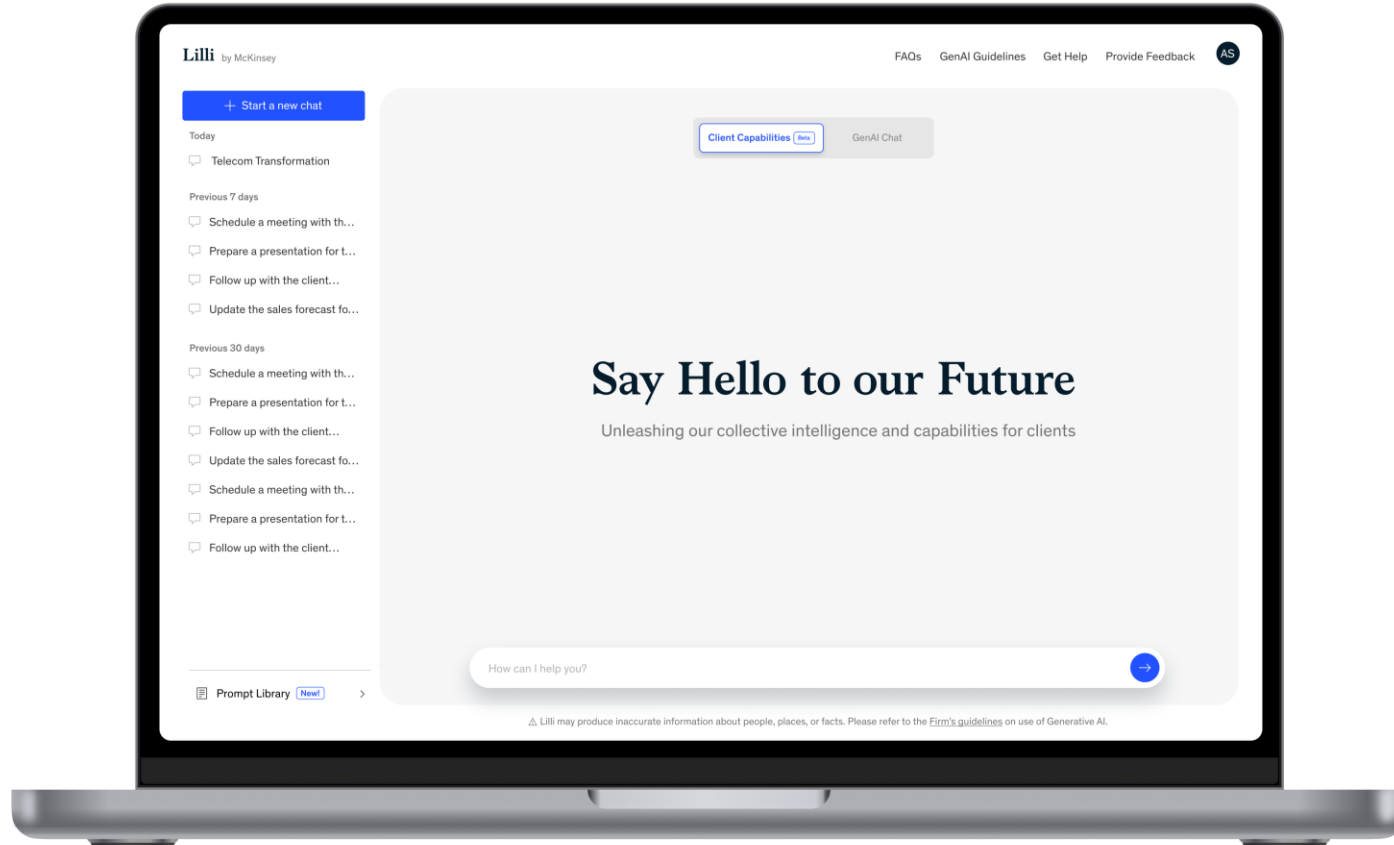 Lilli by McKinsey
FAQs GenAI Guidelines Get Help Provide Feedback AS
+ Start a new chat
Today
Telecom Transformation
Previous 7 days
Schedule a meeting with th...
Prepare a presentation for t...
Follow up with the client...
Update the sales forecast fo...
Previous 30 days
Schedule a meeting with th...
Prepare a presentation for t...
Follow up with the client...
Update the sales forecast fo...
Schedule a meeting with th...
Prepare a presentation for t...
Follow up with the client...
Prompt Library New!
Client Capabilities Beta GenAI Chat
Say Hello to our Future
Unleashing our collective intelligence and capabilities for clients
How can I help you?
Lilli may produce inaccurate information about people, places, or facts. Please refer to the Firm's guidelines on use of Generative AI.